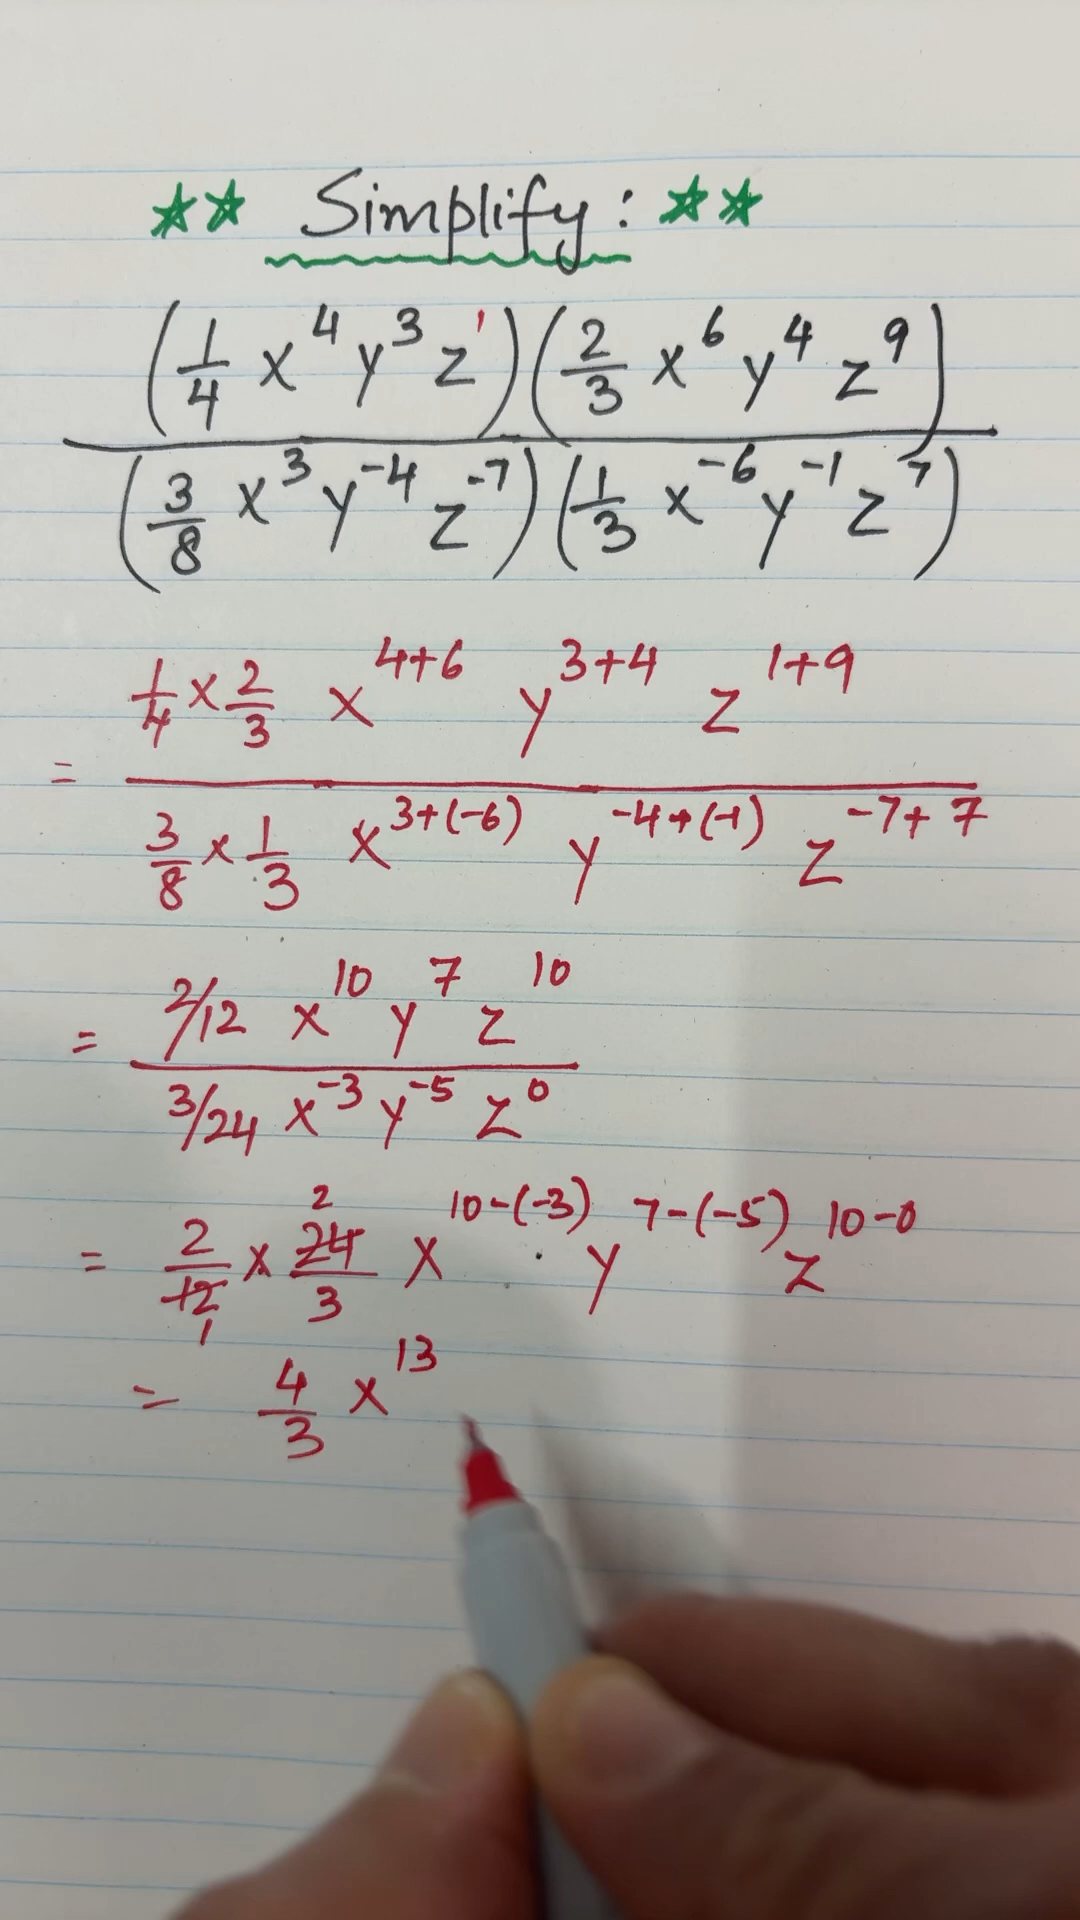 ** Simplify: **
(1/4 x^4 y^3 z^1)(2/3 x^6 y^4 z^9)
(3/8 x^3 y^-4 z^-7)(1/3 x^-6 y^-1 z^7)
1/4 × 2/3 x^4+6 y^3+4 z^1+9
=
3/8 × 1/3 x^3+(-6) y^-4+(-1) z^-7+7
= 2/12 x^10 y^7 z^10
3/24 x^-3 y^-5 z^0
= 2/12 × 24/3 x^10-(-3) · y^7-(-5) z^10-0
2
1
= 4/3 x^13